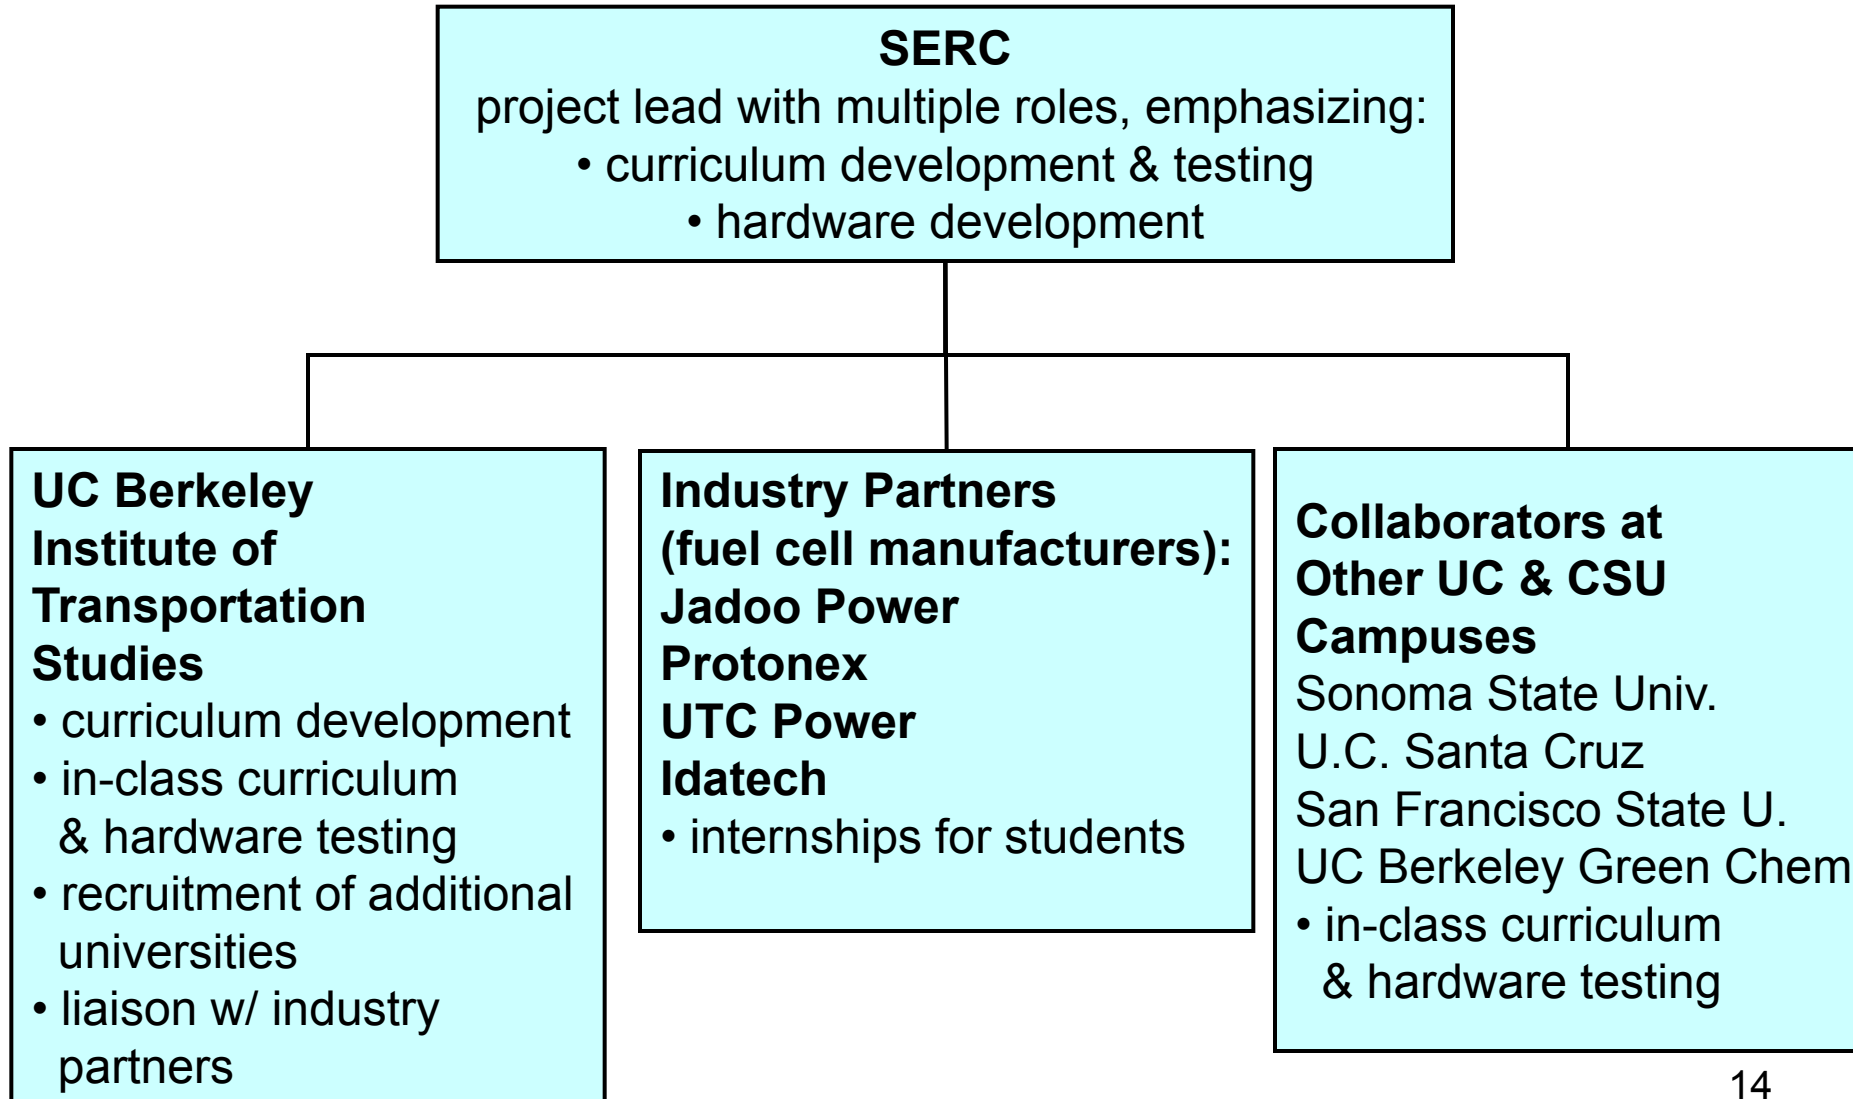 SERC
project lead with multiple roles, emphasizing:
• curriculum development & testing
• hardware development
UC Berkeley
Institute of
Transportation
Studies
• curriculum development
• in-class curriculum
& hardware testing
• recruitment of additional
universities
• liaison w/ industry
partners
Industry Partners
(fuel cell manufacturers):
Jadoo Power
Protonex
UTC Power
Idatech
• internships for students
Collaborators at
Other UC & CSU
Campuses
Sonoma State Univ.
U.C. Santa Cruz
San Francisco State U.
UC Berkeley Green Chem
• in-class curriculum
& hardware testing
14